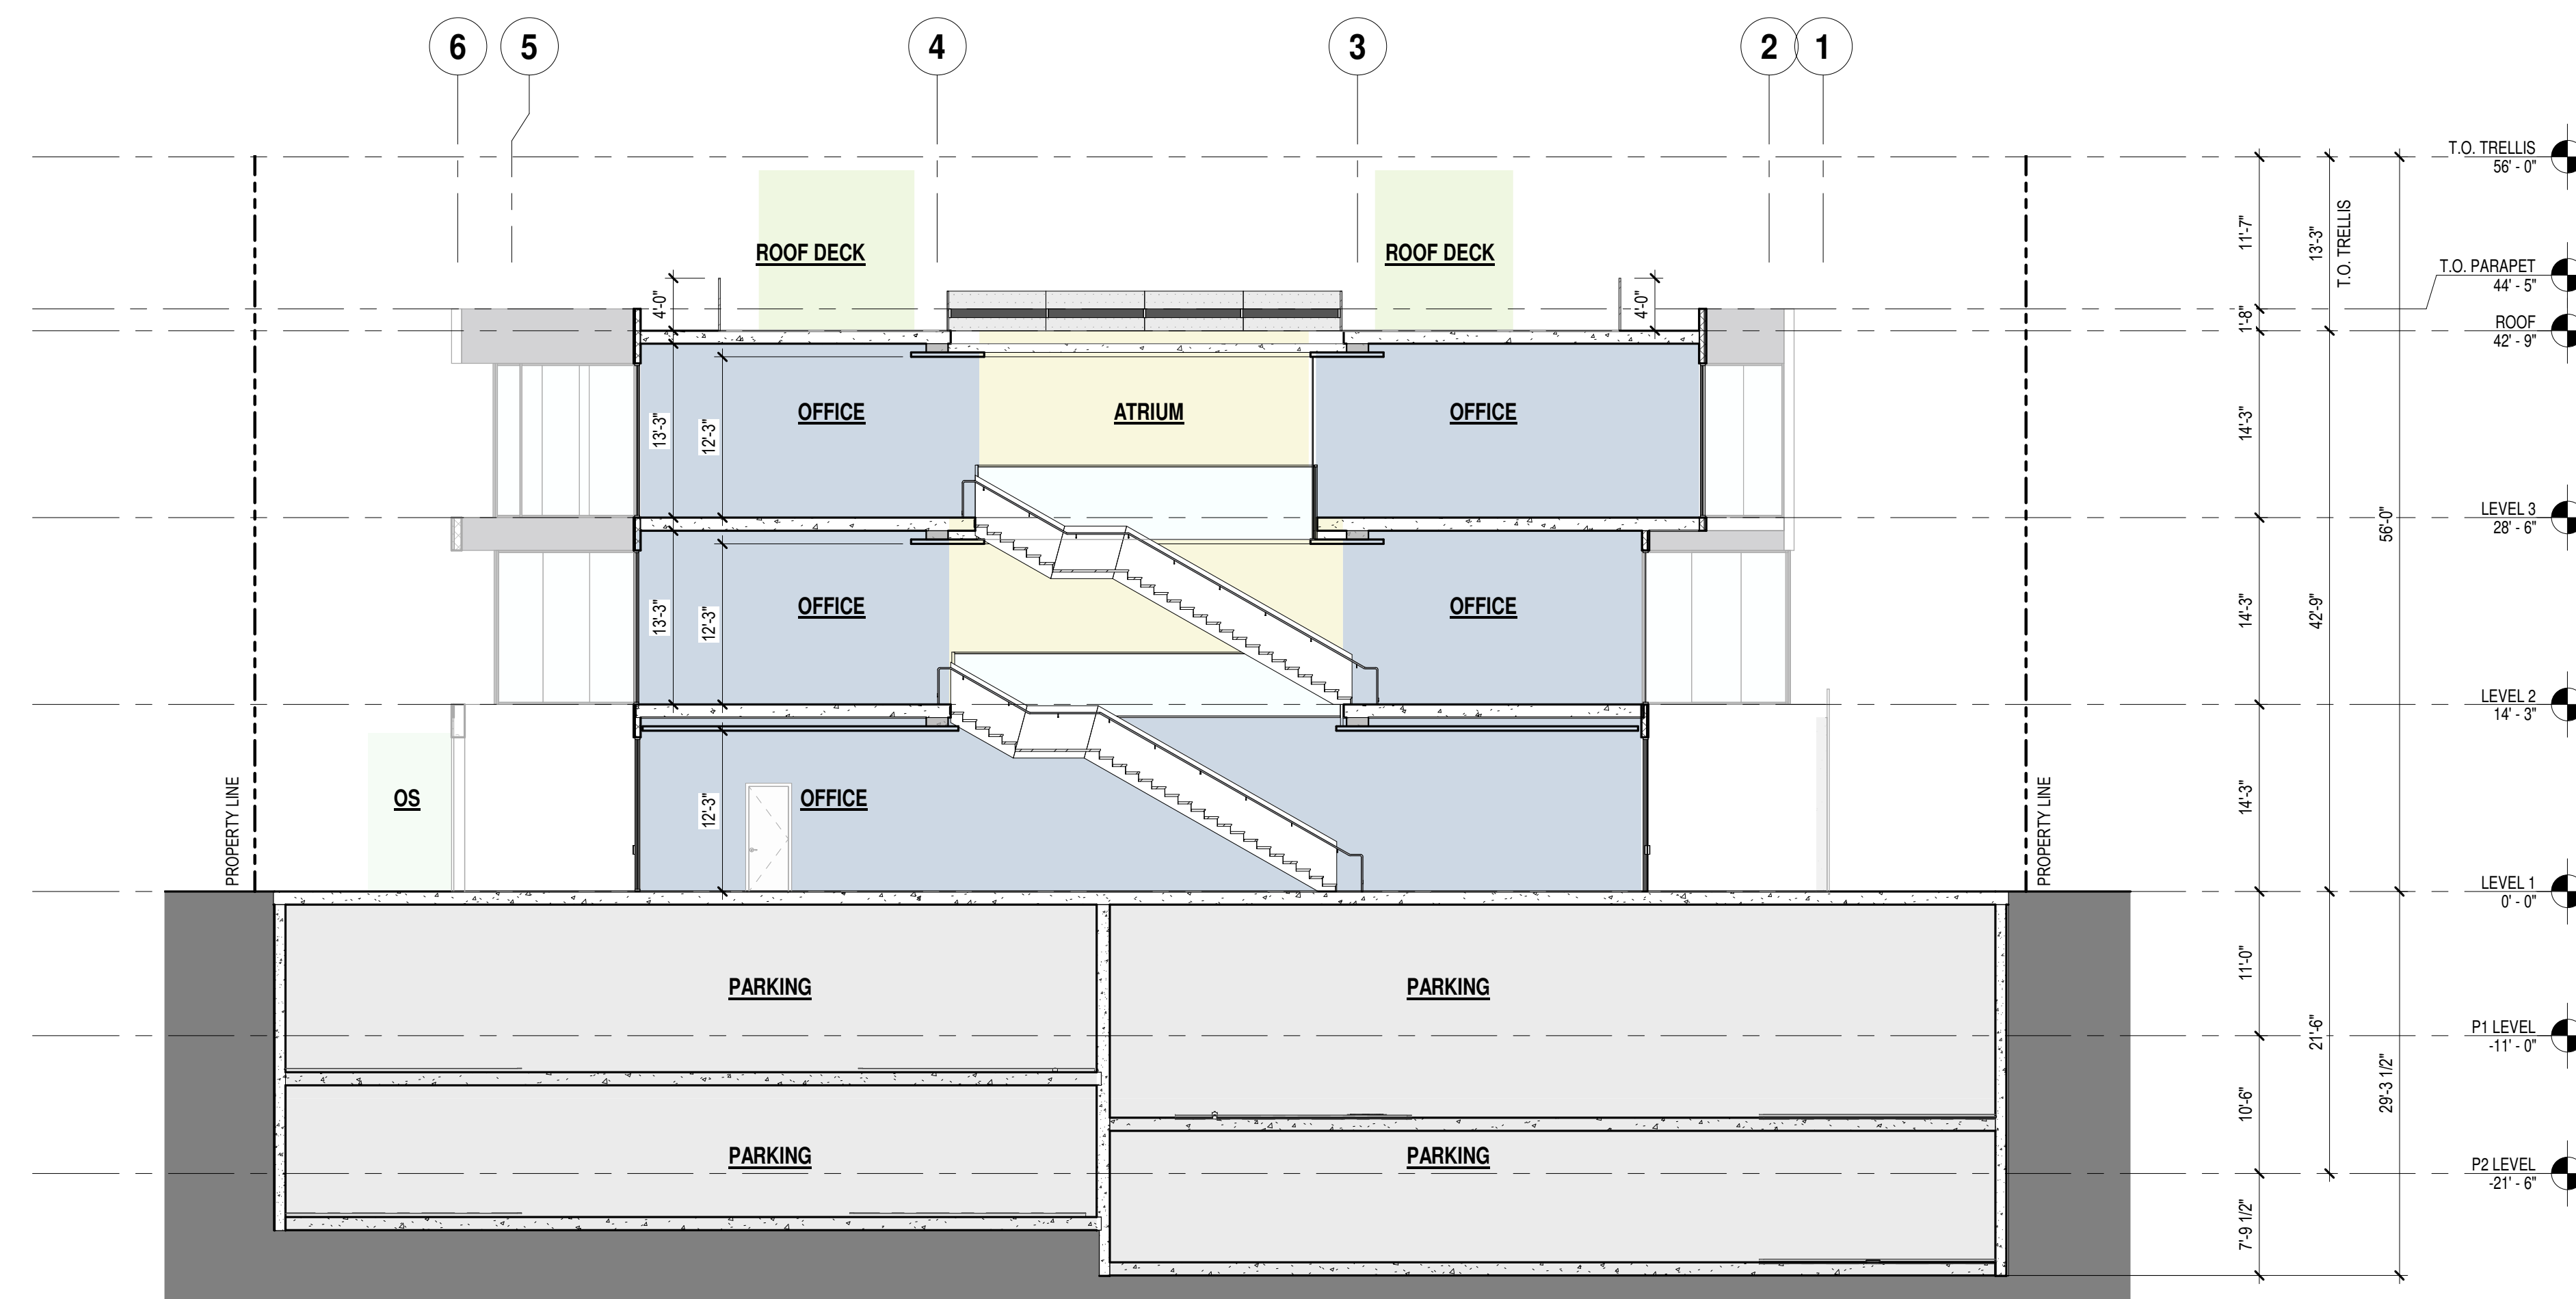 6 5 4 3 2 1
T.O. TRELLIS
56' - 0"
11'-7"
13'-3"
T.O. TRELLIS
ROOF DECK ROOF DECK
T.O. PARAPET
44' - 5"
4'-0" 4'-0"
1'-8"
ROOF
42' - 9"
OFFICE ATRIUM OFFICE
13'-3" 12'-3" 14'-3"
LEVEL 3
28' - 6"
56'-0"
OFFICE OFFICE
13'-3" 12'-3" 14'-3" 42'-9"
LEVEL 2
14' - 3"
OS OFFICE
12'-3" 14'-3"
PROPERTY LINE PROPERTY LINE
LEVEL 1
0' - 0"
PARKING PARKING
11'-0"
P1 LEVEL
-11' - 0"
21'-6"
29'-3 1/2"
10'-6"
PARKING PARKING
P2 LEVEL
-21' - 6"
7'-9 1/2"